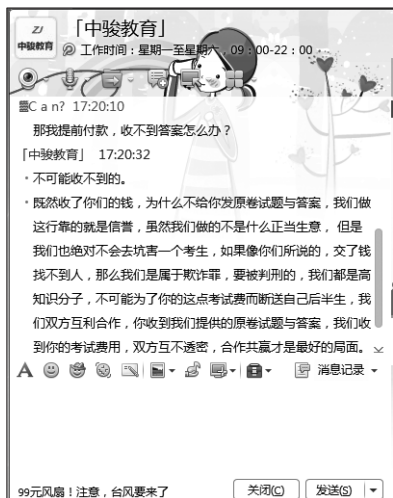 ZJ
中骏教育
「中骏教育」
工作时间：星期一至星期六，09：00-22：00
C a n? 17:20:10
那我提前付款，收不到答案怎么办？
「中骏教育」 17:20:32
·不可能收不到的。
·既然收了你们的钱，为什么不给你发原卷试题与答案，我们做
这行靠的就是信誉，虽然我们做的不是什么正当生意， 但是
我们也绝对不会去坑害一个考生，如果像你们所说的，交了钱
找不到人，那么我们是属于欺诈罪，要被判刑的，我们都是高
知识分子，不可能为了你的这点考试费而断送自己后半生，我
们双方互利合作，你收到我们提供的原卷试题与答案，我们收
到你的考试费用，双方互不透密，合作共赢才是最好的局面。
A 消息记录
99元风扇！注意，台风要来了 关闭(C) 发送(S)